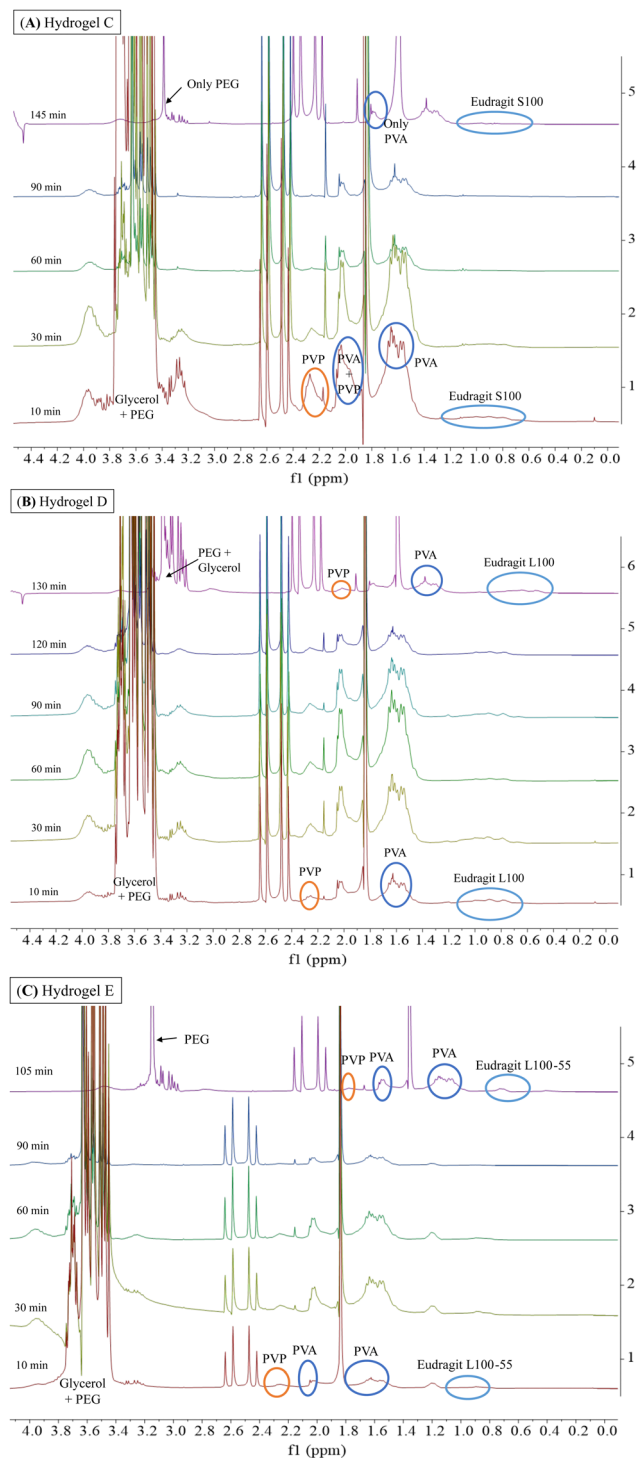 (A) Hydrogel C
Only PEG
Eudragit S100
145 min
Only
PVA
90 min
60 min
30 min
PVP
PVA
+
PVP
PVA
Eudragit S100
10 min
Glycerol
+ PEG
5
4
3
2
1
4.4 4.2 4.0 3.8 3.6 3.4 3.2 3.0 2.8 2.6 2.4 2.2 2.0 1.8 1.6 1.4 1.2 1.0 0.8 0.6 0.4 0.2 0.0
f1 (ppm)
(B) Hydrogel D
PEG +
Glycerol
PVP
PVA
Eudragit L100
130 min
120 min
90 min
60 min
30 min
PVA
PVP
Eudragit L100
10 min
Glycerol
+ PEG
6
5
4
3
2
1
4.4 4.2 4.0 3.8 3.6 3.4 3.2 3.0 2.8 2.6 2.4 2.2 2.0 1.8 1.6 1.4 1.2 1.0 0.8 0.6 0.4 0.2 0.0
f1 (ppm)
(C) Hydrogel E
PEG
PVP
PVA
PVA
Eudragit L100-55
105 min
90 min
60 min
30 min
PVP
PVA
PVA
Eudragit L100-55
10 min
Glycerol
+ PEG
5
4
3
2
1
4.0 3.8 3.6 3.4 3.2 3.0 2.8 2.6 2.4 2.2 2.0 1.8 1.6 1.4 1.2 1.0 0.8 0.6 0.4 0.2 0.0
f1 (ppm)